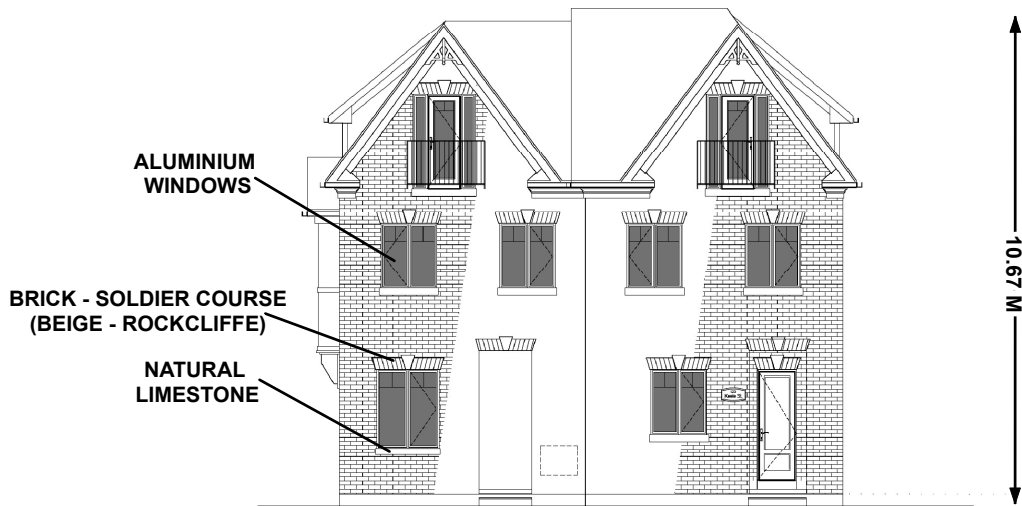 ALUMINIUM
WINDOWS
BRICK - SOLDIER COURSE
(BEIGE - ROCKCLIFFE)
NATURAL
LIMESTONE
10.67 M